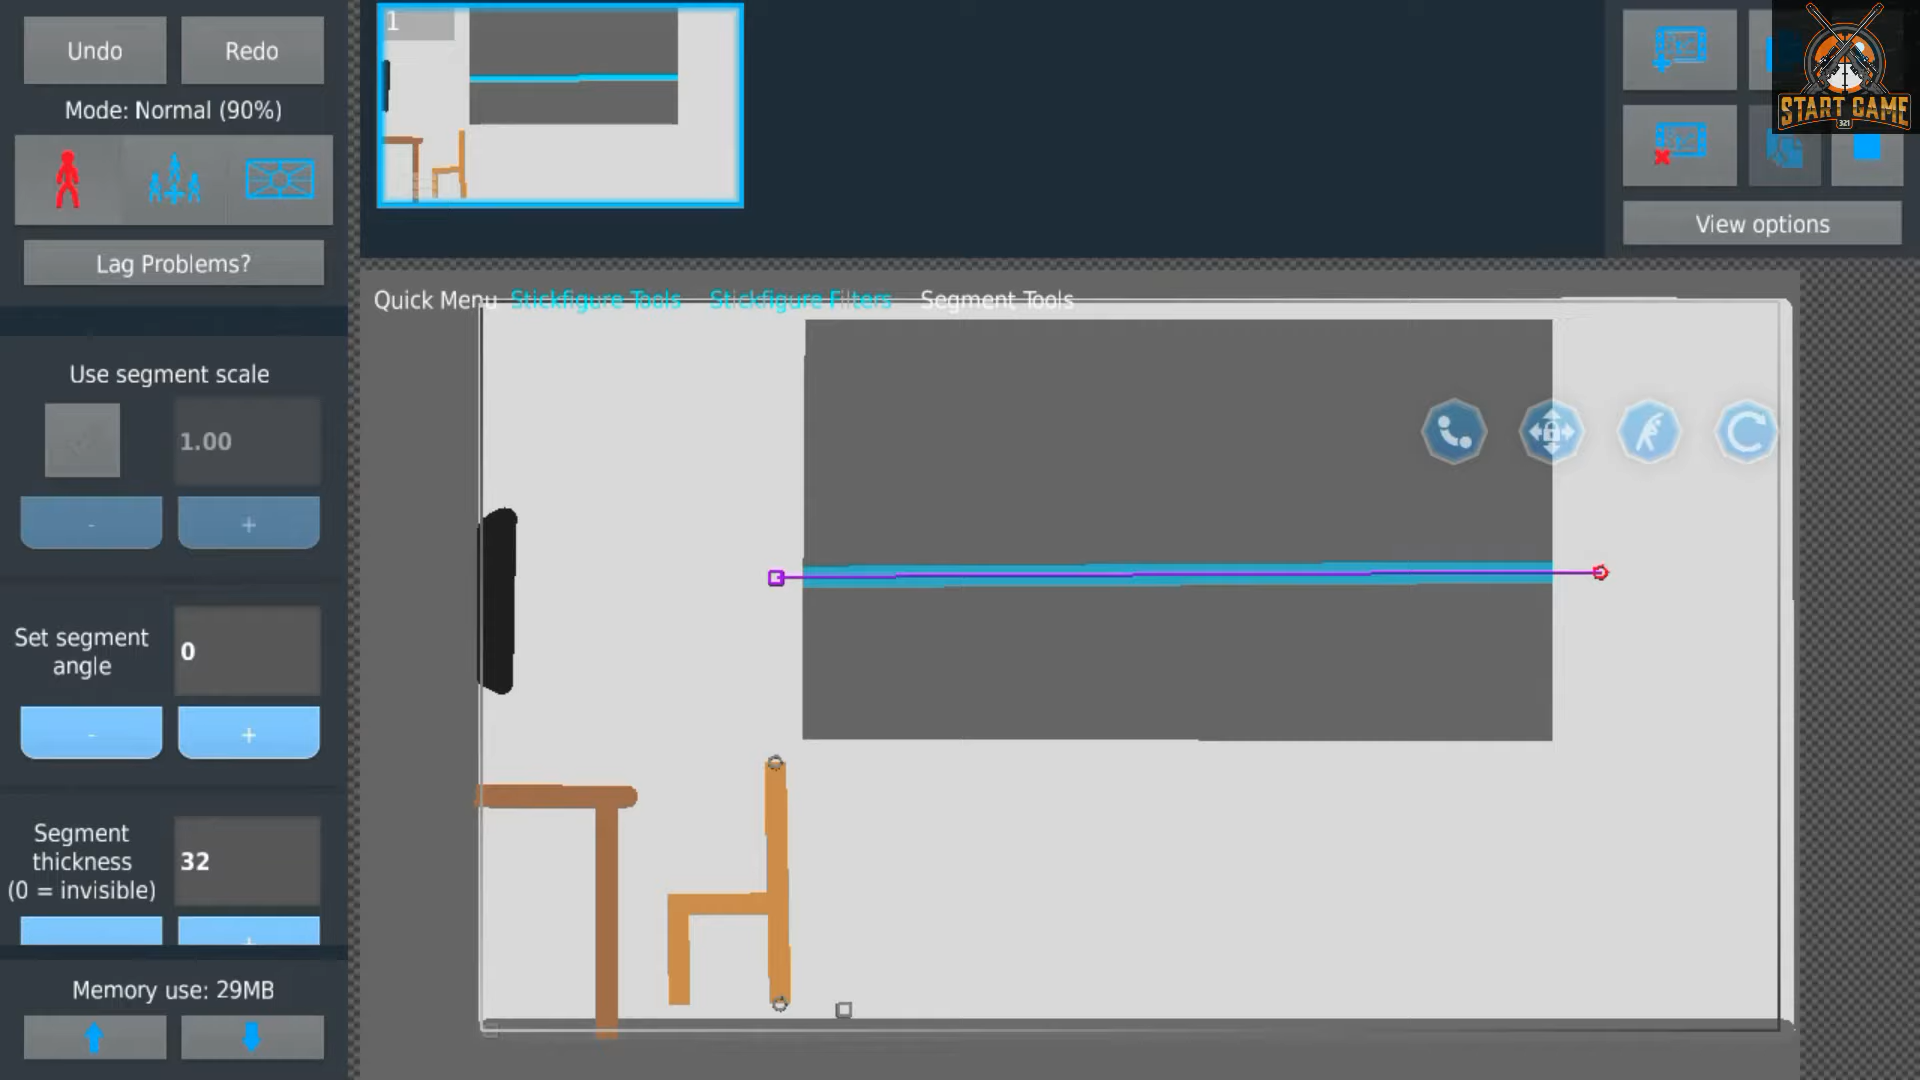 Undo
Redo
Mode: Normal (90%)
Lag Problems?
Use segment scale
1.00
-
+
Set segment
angle
0
-
+
Segment
thickness
(0 = invisible)
32
+
Memory use: 29MB
1
View options
START GAME
321
Quick Menu
Stickfigure Tools
Stickfigure Filters
Segment Tools